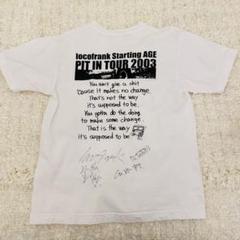 locofrank Starting AGE
PIT IN TOUR 2003
You ain't give a shit
'Cause it makes no change.
That's not the way
it's supposed to be.
You gotta do the doing
to make some change.
That is the way
it's supposed to be